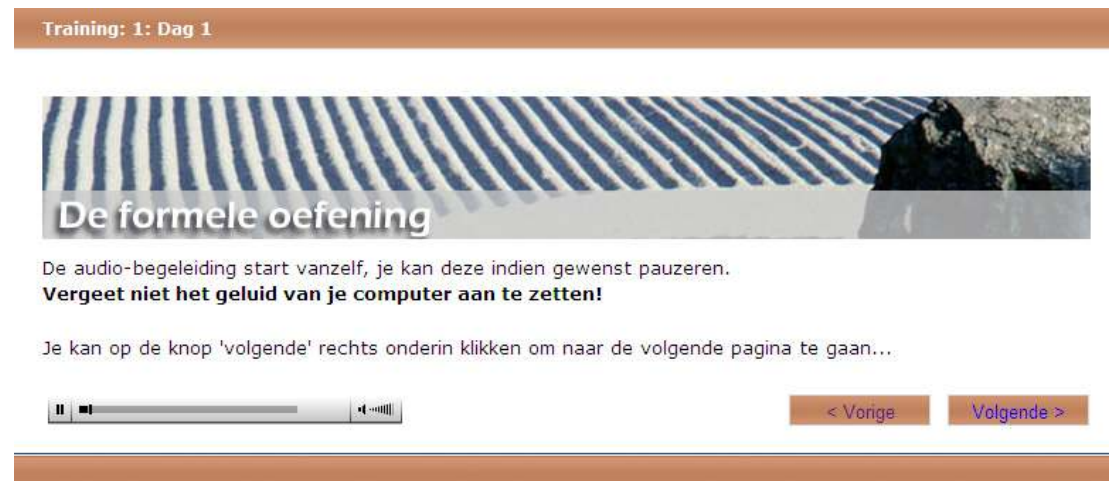 Training: 1: Dag 1
De formele oefening
De audio-begeleiding start vanzelf, je kan deze indien gewenst pauzeren.
Vergeet niet het geluid van je computer aan te zetten!
Je kan op de knop 'volgende' rechts onderin klikken om naar de volgende pagina te gaan...
< Vorige
Volgende >